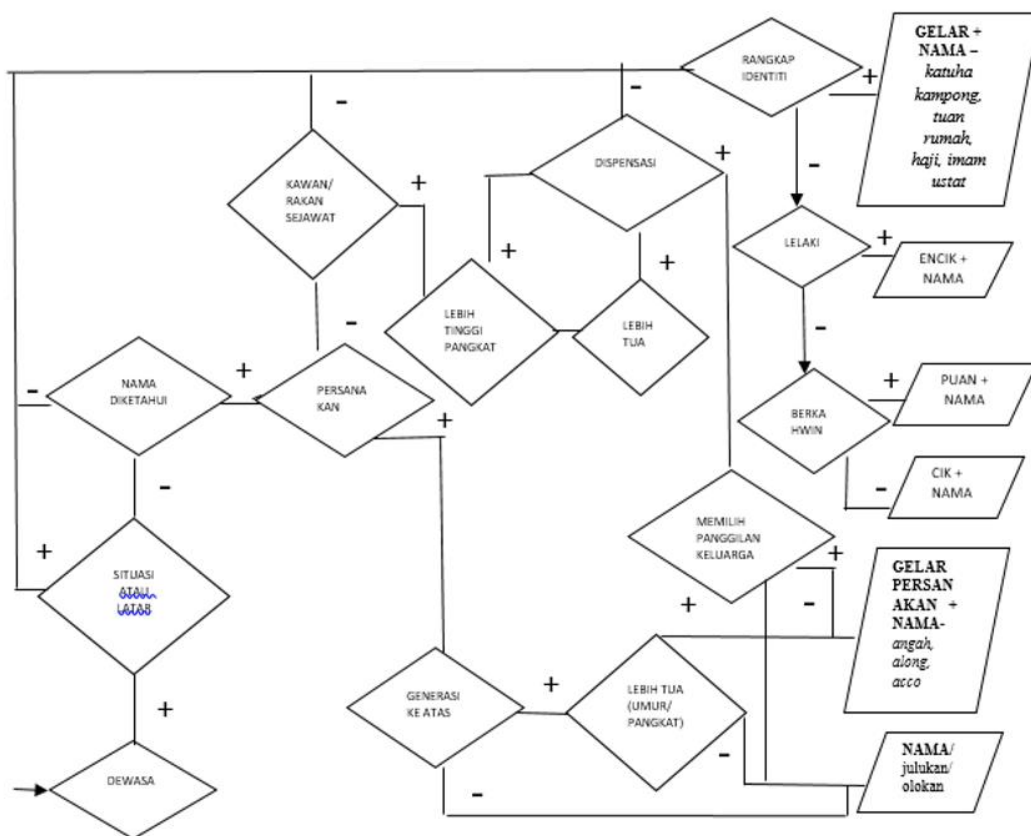 RANGKAP
IDENTITI
+
GELAR +
NAMA –
katuha
kampong,
tuan
rumah,
haji, imam
ustat
–
–
–
KAWAN/
RAKAN
SEJAWAT
+
DISPENSASI
+
LELAKI
+
ENCIK +
NAMA
+
+
–
LEBIH
TINGGI
PANGKAT
LEBIH
TUA
–
NAMA
DIKETAHUI
–
+
PERSANA
KAN
+
–
BERKA
HWIN
+
PUAN +
NAMA
–
CIK +
NAMA
–
MEMILIH
PANGGILAN
KELUARGA
+
–
SITUASI
ATAU
LATAR
+
GELAR
PERSAN
AKAN +
NAMA-
angah,
along,
acco
+
GENERASI
KE ATAS
+
LEBIH TUA
(UMUR/
PANGKAT)
–
+
DEWASA
–
NAMA/
julukan/
olokan